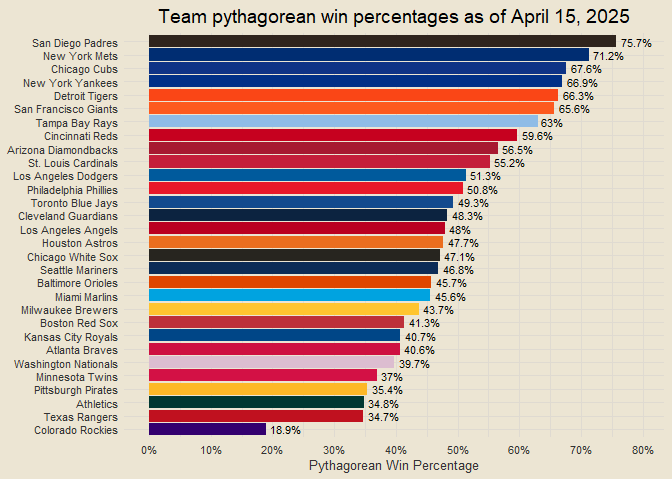 Team pythagorean win percentages as of April 15, 2025
San Diego Padres 75.7%
New York Mets 71.2%
Chicago Cubs 67.6%
New York Yankees 66.9%
Detroit Tigers 66.3%
San Francisco Giants 65.6%
Tampa Bay Rays 63%
Cincinnati Reds 59.6%
Arizona Diamondbacks 56.5%
St. Louis Cardinals 55.2%
Los Angeles Dodgers 51.3%
Philadelphia Phillies 50.8%
Toronto Blue Jays 49.3%
Cleveland Guardians 48.3%
Los Angeles Angels 48%
Houston Astros 47.7%
Chicago White Sox 47.1%
Seattle Mariners 46.8%
Baltimore Orioles 45.7%
Miami Marlins 45.6%
Milwaukee Brewers 43.7%
Boston Red Sox 41.3%
Kansas City Royals 40.7%
Atlanta Braves 40.6%
Washington Nationals 39.7%
Minnesota Twins 37%
Pittsburgh Pirates 35.4%
Athletics 34.8%
Texas Rangers 34.7%
Colorado Rockies 18.9%
0% 10% 20% 30% 40% 50% 60% 70% 80%
Pythagorean Win Percentage